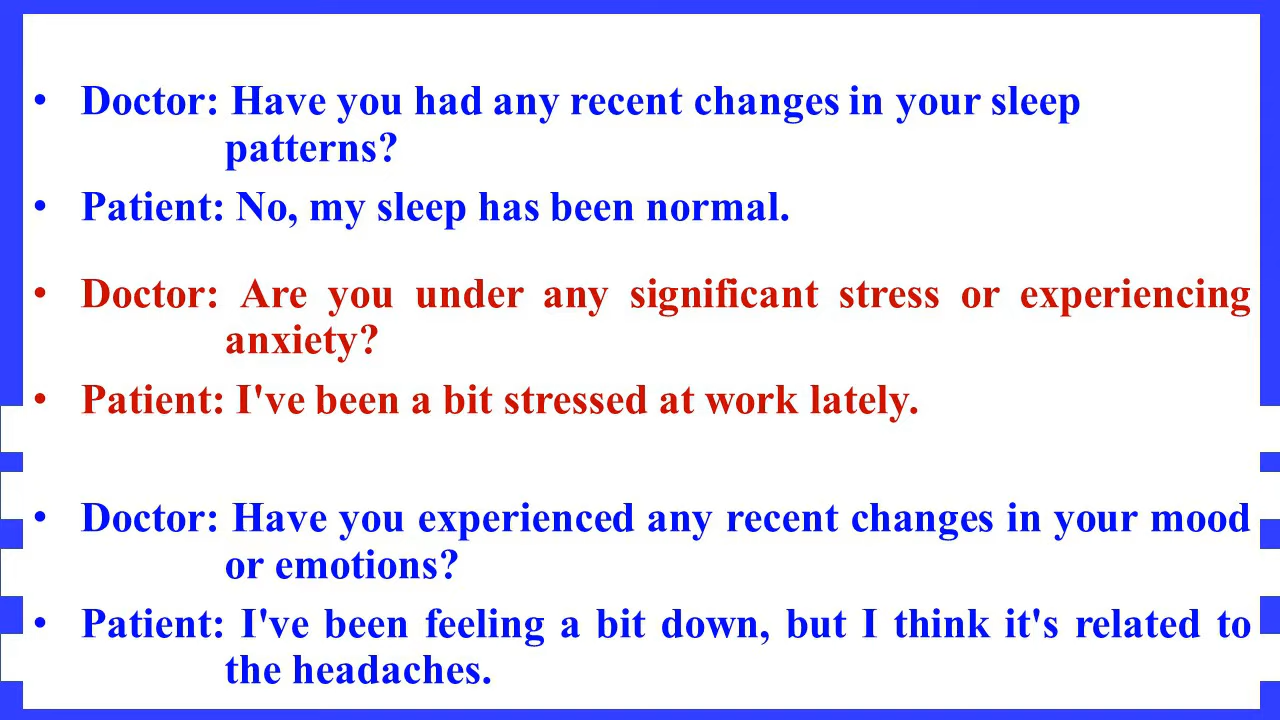 • Doctor: Have you had any recent changes in your sleep
patterns?
• Patient: No, my sleep has been normal.
• Doctor: Are you under any significant stress or experiencing
anxiety?
• Patient: I've been a bit stressed at work lately.
• Doctor: Have you experienced any recent changes in your mood
or emotions?
• Patient: I've been feeling a bit down, but I think it's related to
the headaches.